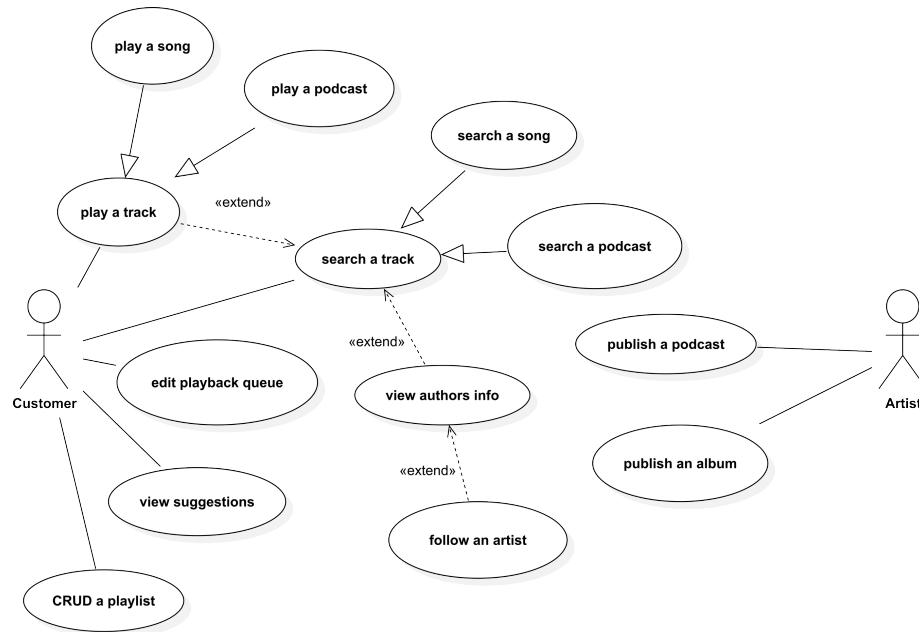 play a song
play a podcast
search a song
play a track
«extend»
search a track
search a podcast
publish a podcast
«extend»
edit playback queue
view authors info
Customer
Artist
publish an album
«extend»
view suggestions
follow an artist
CRUD a playlist